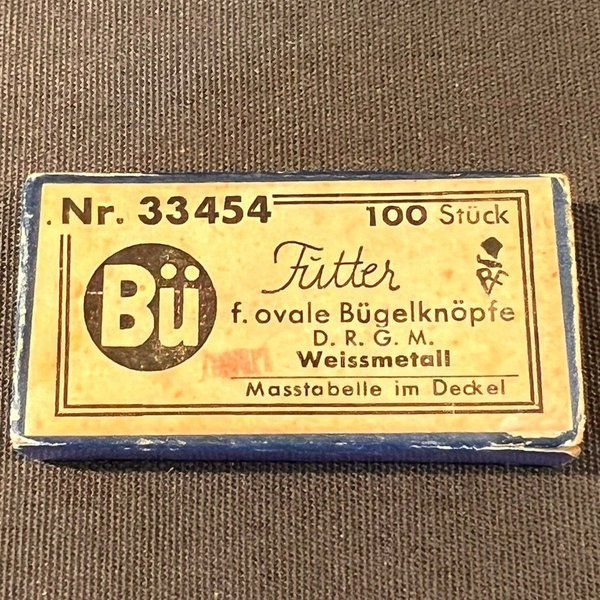 Nr. 33454 100 Stück
Bü
Futter
f. ovale Bügelknöpfe
D. R. G. M.
Weissmetall
Masstabelle im Deckel